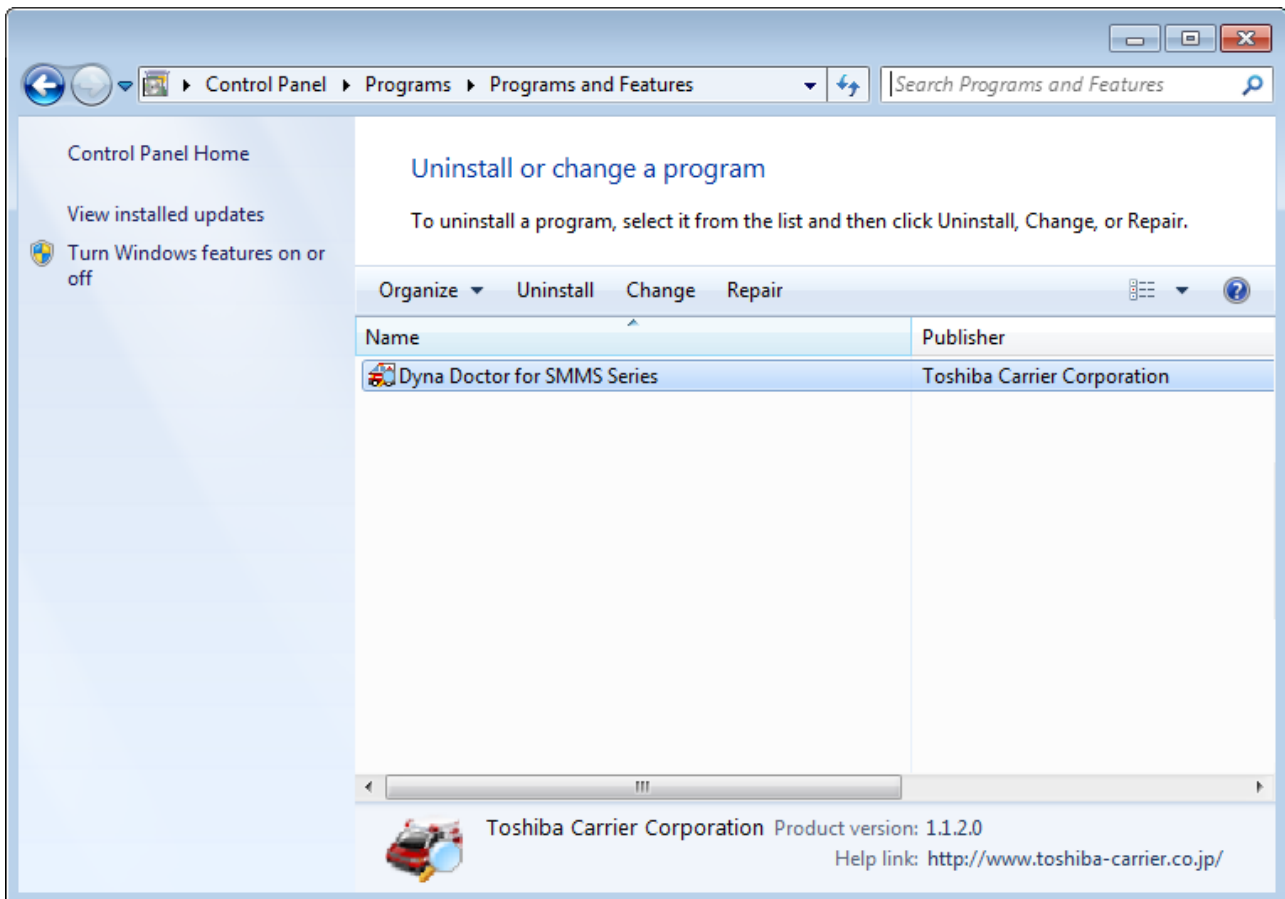 Control Panel Programs Programs and Features Search Programs and Features
Control Panel Home
View installed updates
Turn Windows features on or
off
Uninstall or change a program
To uninstall a program, select it from the list and then click Uninstall, Change, or Repair.
Organize Uninstall Change Repair
Name Publisher
Dyna Doctor for SMMS Series Toshiba Carrier Corporation
Toshiba Carrier Corporation Product version: 1.1.2.0
Help link: http://www.toshiba-carrier.co.jp/